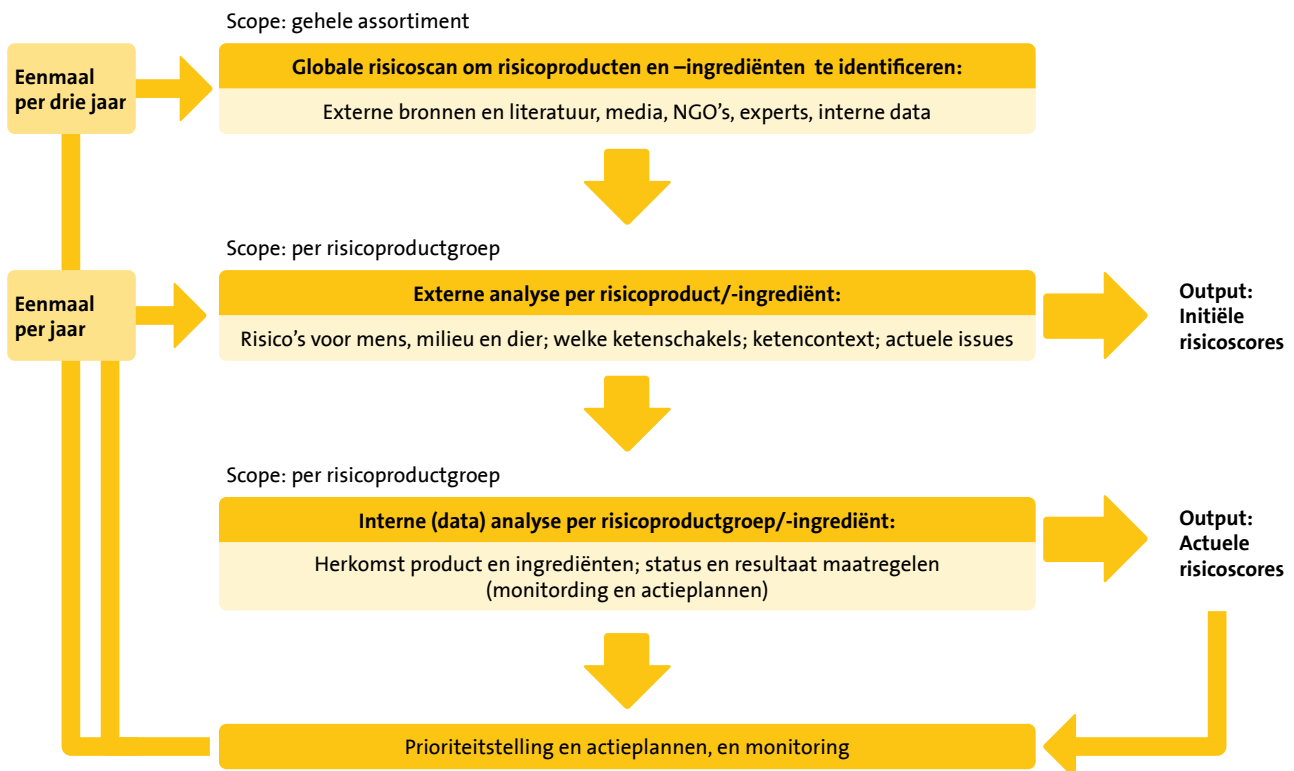 Scope: gehele assortiment
Eenmaal
per drie jaar
Globale risicoscan om risicoproducten en –ingrediënten te identificeren:
Externe bronnen en literatuur, media, NGO's, experts, interne data
Scope: per risicoproductgroep
Eenmaal
per jaar
Externe analyse per risicoproduct/-ingrediënt:
Risico's voor mens, milieu en dier; welke ketenschakels; ketencontext; actuele issues
Output:
Initiële
risicoscores
Scope: per risicoproductgroep
Interne (data) analyse per risicoproductgroep/-ingrediënt:
Herkomst product en ingrediënten; status en resultaat maatregelen
(monitording en actieplannen)
Output:
Actuele
risicoscores
Prioriteitstelling en actieplannen, en monitoring